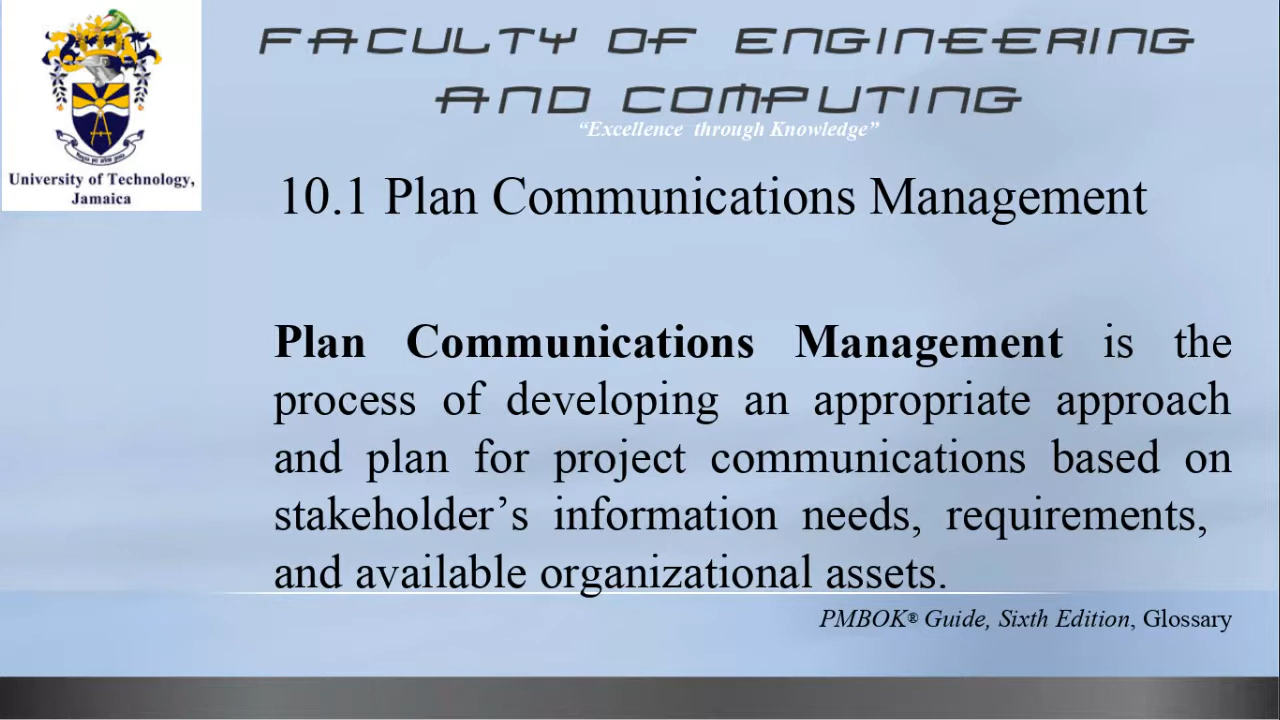 FACULTY OF ENGINEERING
AND COMPUTING
“Excellence through Knowledge”
University of Technology,
Jamaica
10.1 Plan Communications Management
Plan Communications Management is the
process of developing an appropriate approach
and plan for project communications based on
stakeholder’s information needs, requirements,
and available organizational assets.
PMBOK® Guide, Sixth Edition, Glossary